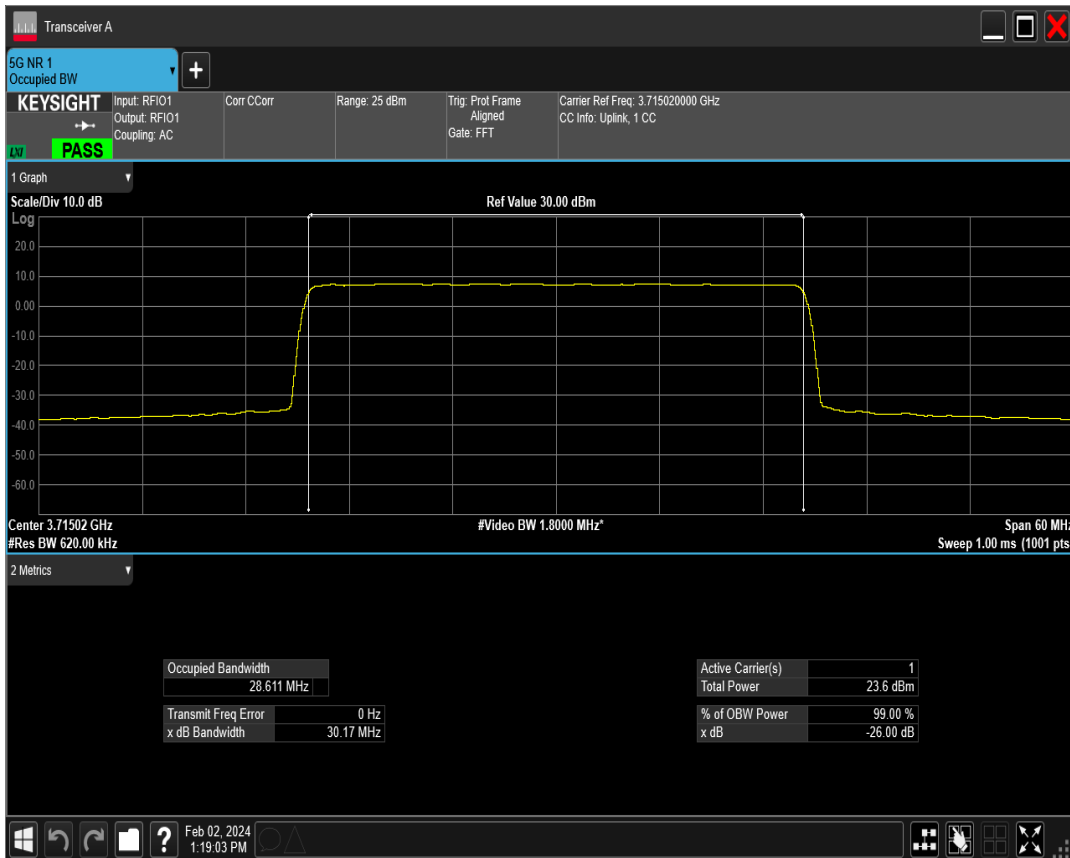 Transceiver A
5G NR 1
Occupied BW
KEYSIGHT
LXI
PASS
Input: RFIO1
Output: RFIO1
Coupling: AC
Corr CCorr
Range: 25 dBm
Trig: Prot Frame
Aligned
Gate: FFT
Carrier Ref Freq: 3.715020000 GHz
CC Info: Uplink, 1 CC
1 Graph
Scale/Div 10.0 dB
Ref Value 30.00 dBm
Log
20.0
10.0
0.00
-10.0
-20.0
-30.0
-40.0
-50.0
-60.0
Center 3.71502 GHz
#Video BW 1.8000 MHz*
Span 60 MHz
#Res BW 620.00 kHz
Sweep 1.00 ms (1001 pts
2 Metrics
Occupied Bandwidth
28.611 MHz
Transmit Freq Error 0 Hz
x dB Bandwidth 30.17 MHz
Active Carrier(s) 1
Total Power 23.6 dBm
% of OBW Power 99.00 %
x dB -26.00 dB
Feb 02, 2024
1:19:03 PM